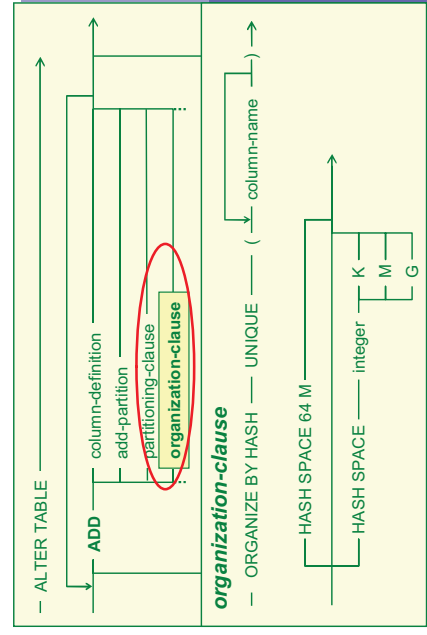 ALTER TABLE
ADD
column-definition
add-partition
partitioning-clause
organization-clause
organization-clause
ORGANIZE BY HASH UNIQUE ( column-name )
HASH SPACE 64 M
HASH SPACE integer K
M
G